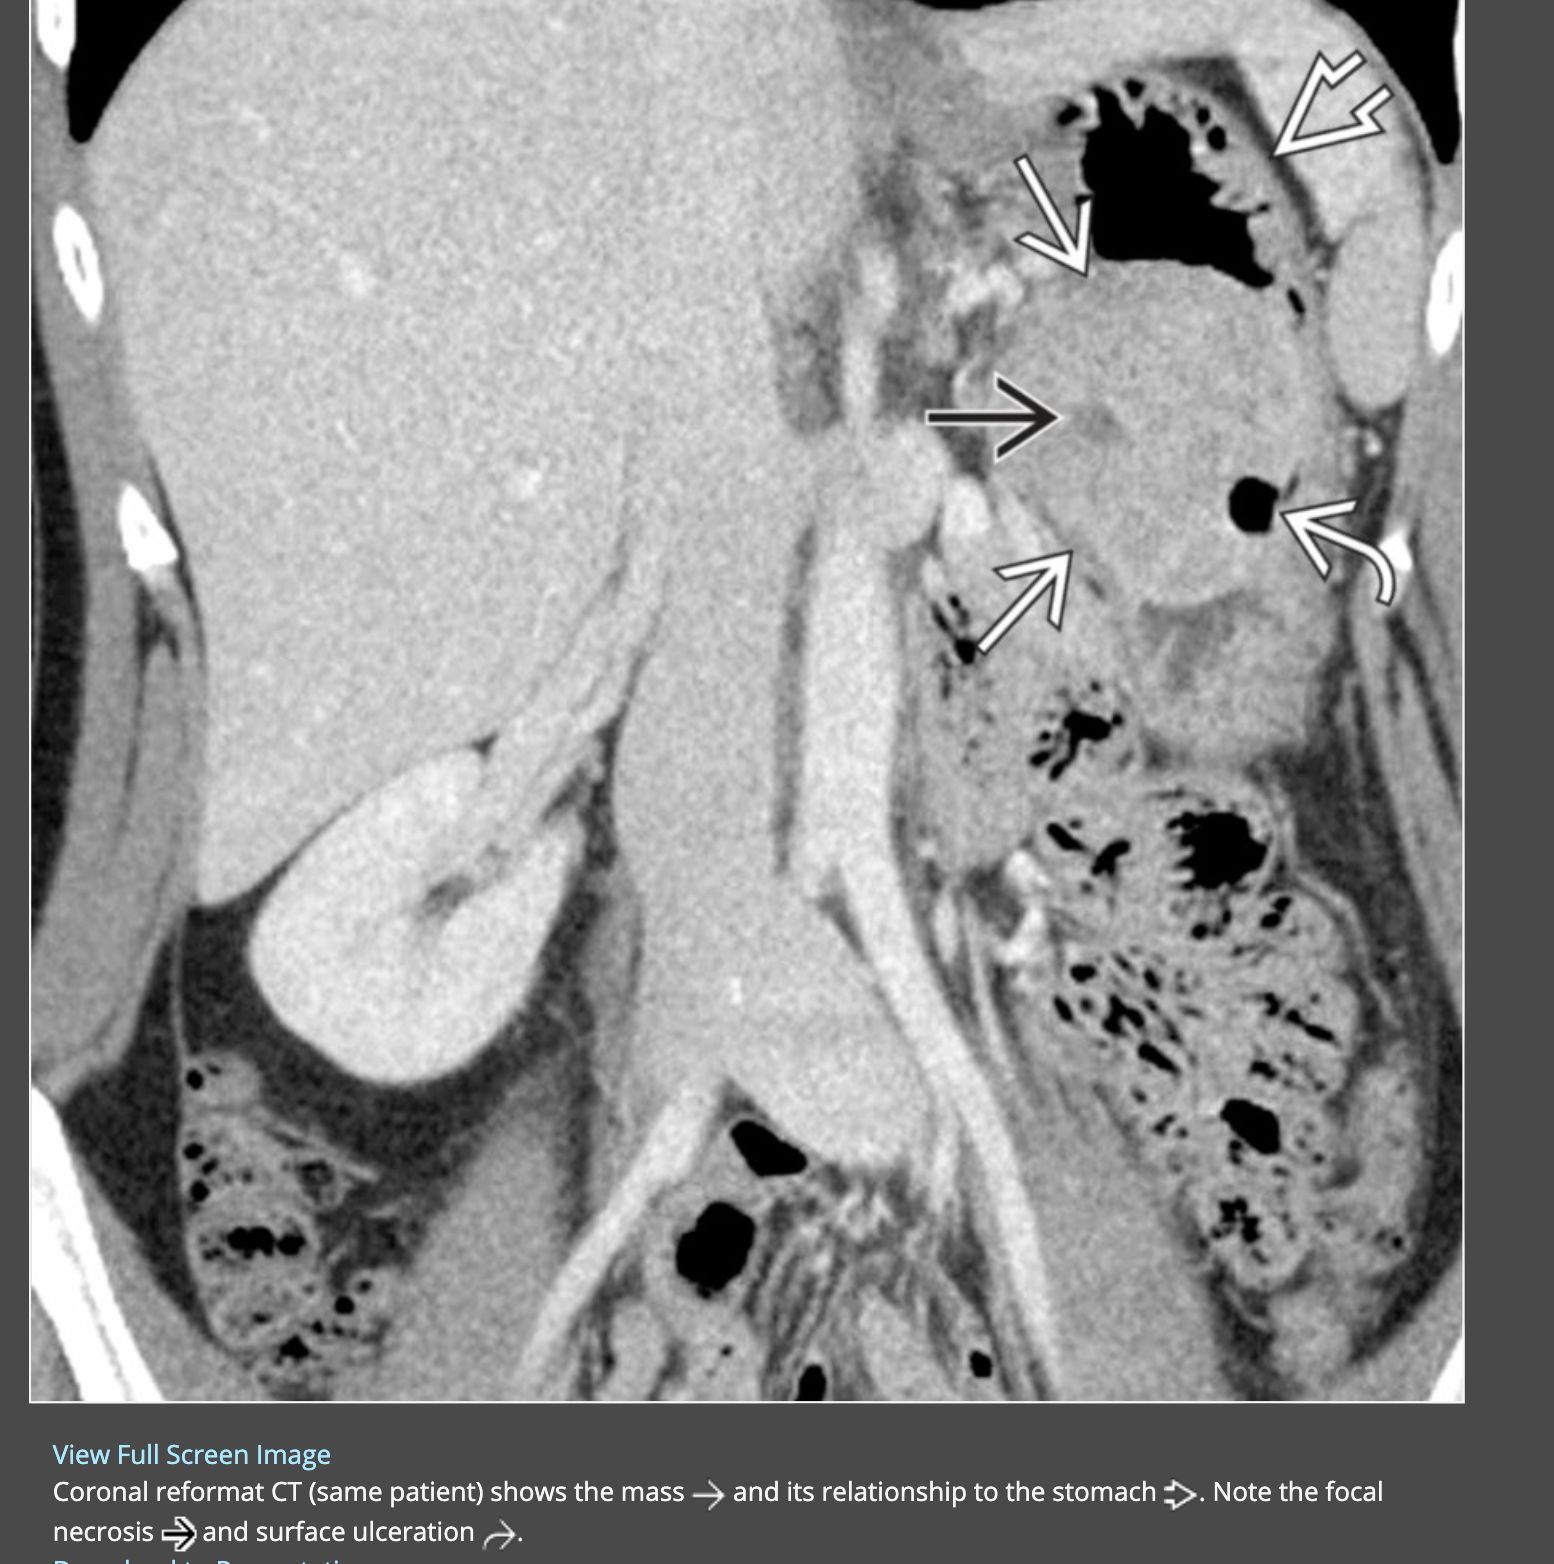 View Full Screen Image
Coronal reformat CT (same patient) shows the mass and its relationship to the stomach . Note the focal
necrosis and surface ulceration .